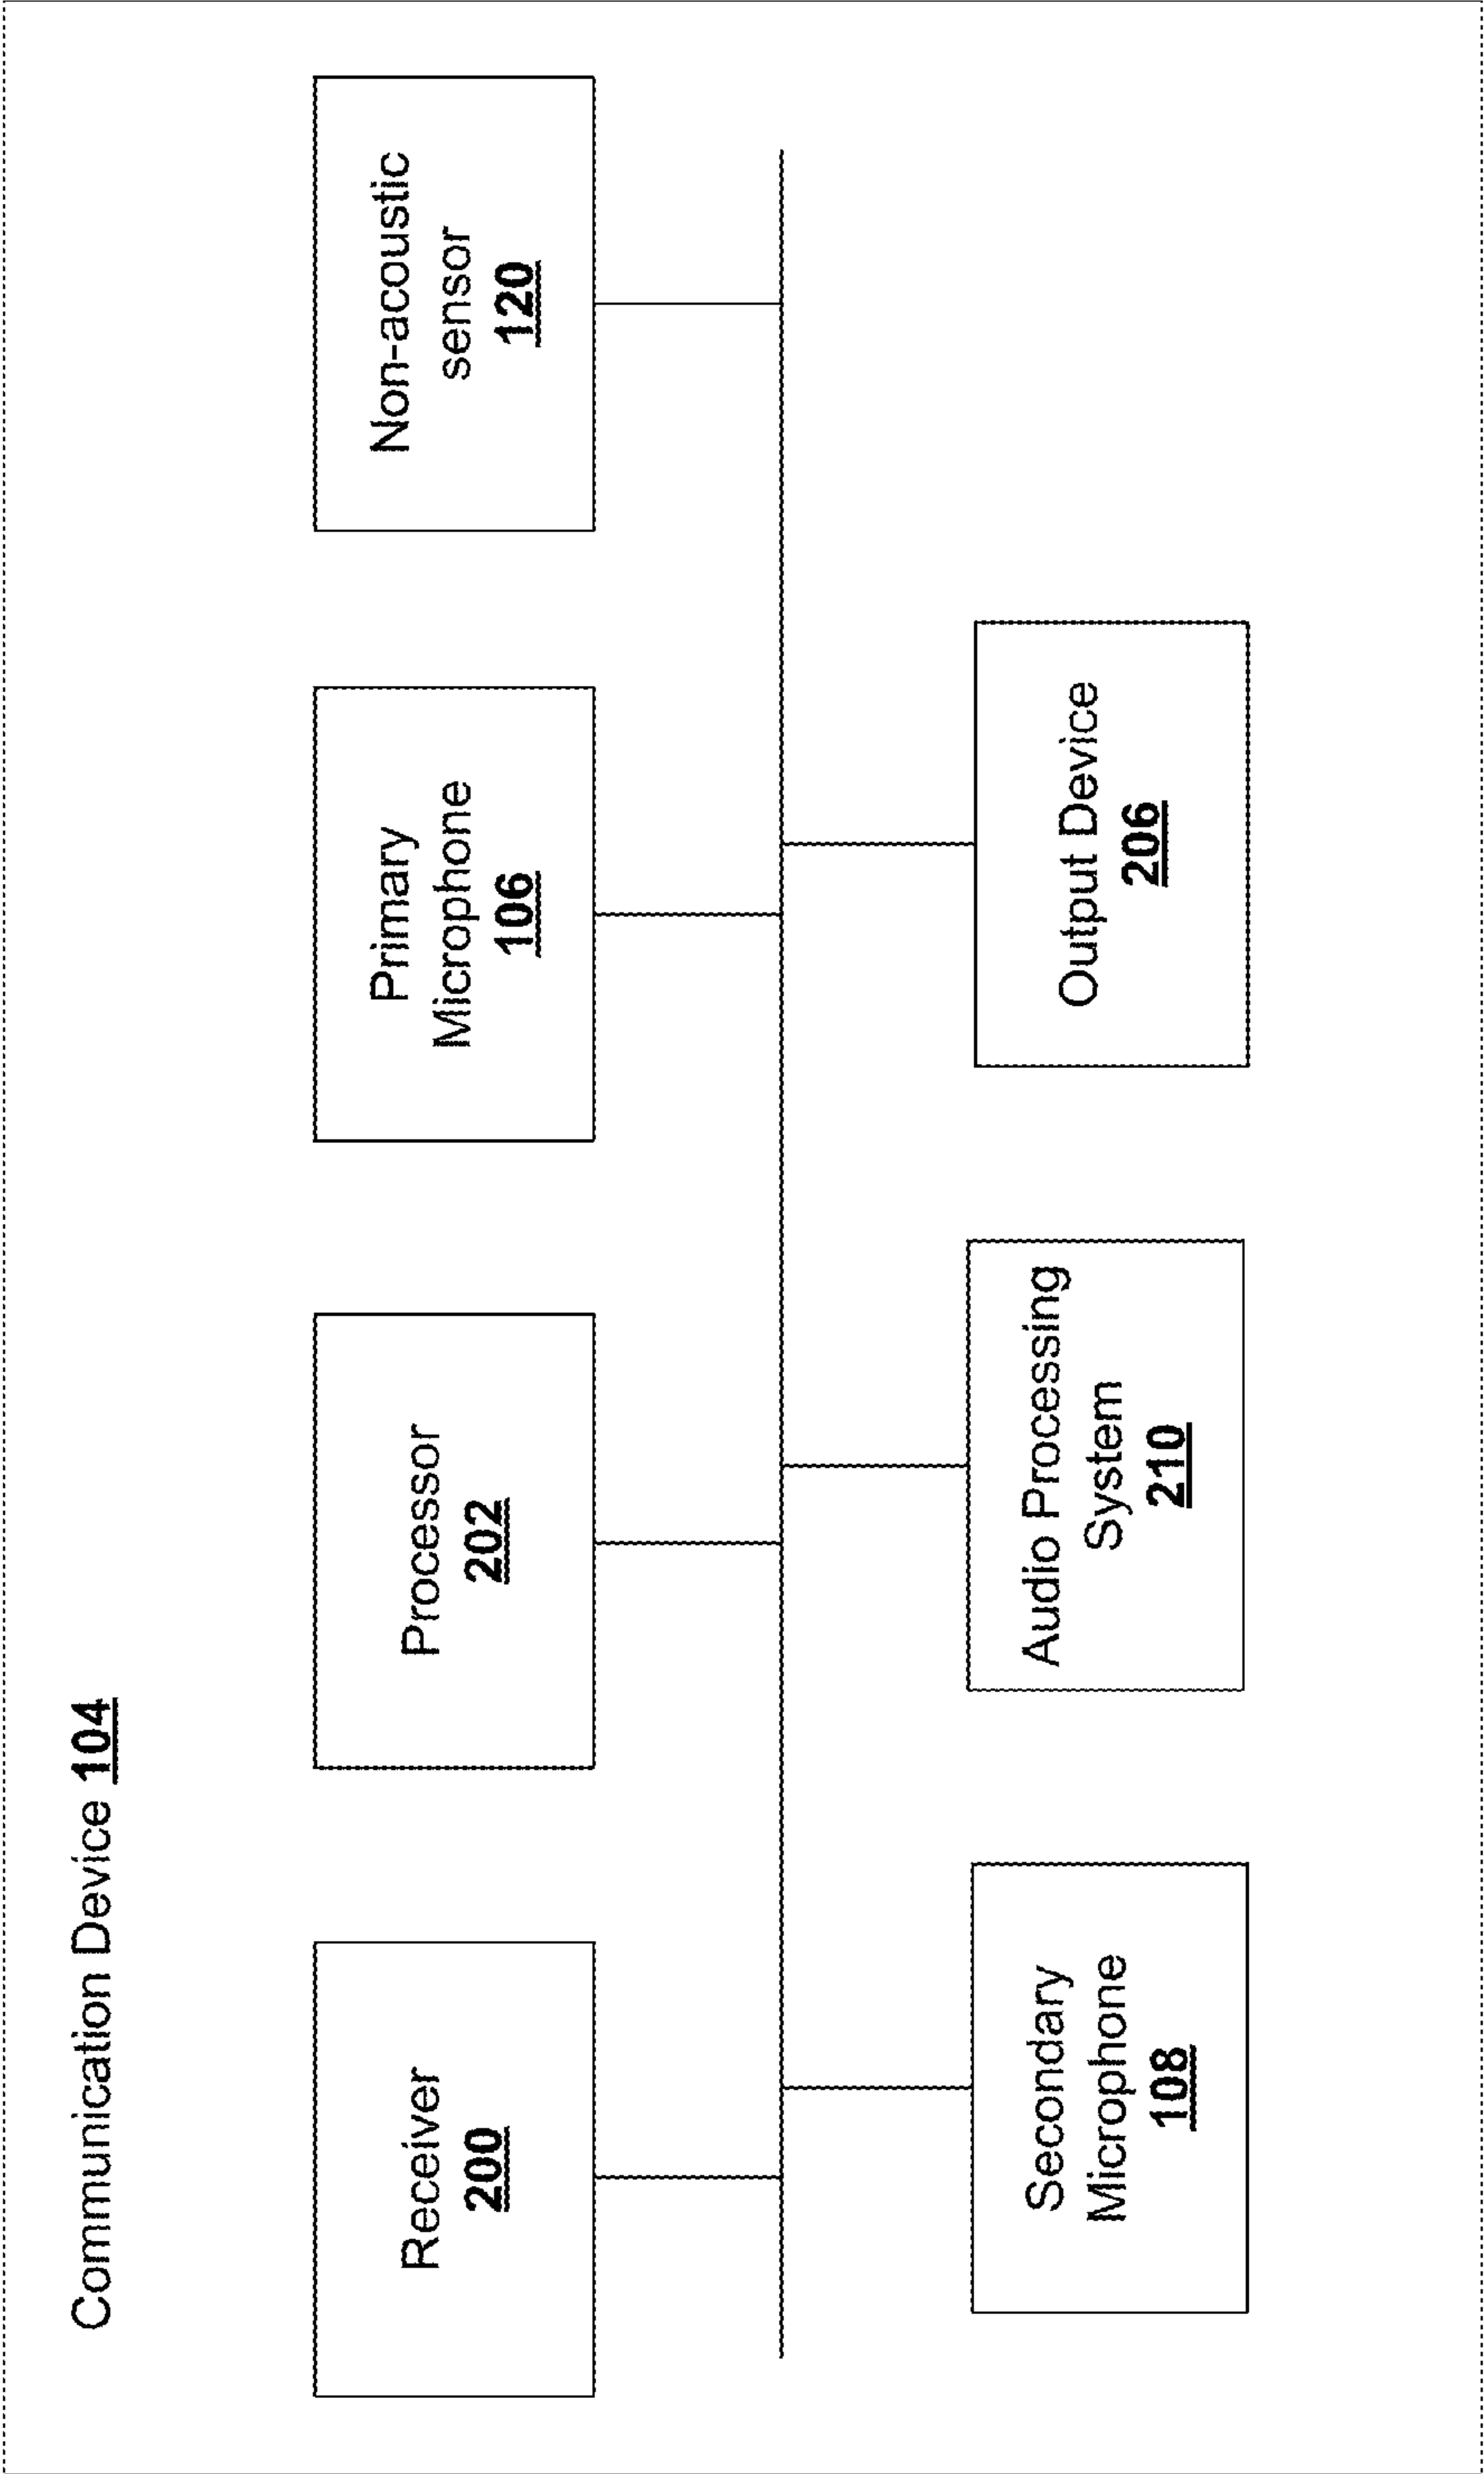 Communication Device 104
Receiver
200
Processor
202
Primary
Microphone
106
Non-acoustic
sensor
120
Secondary
Microphone
108
Audio Processing
System
210
Output Device
206